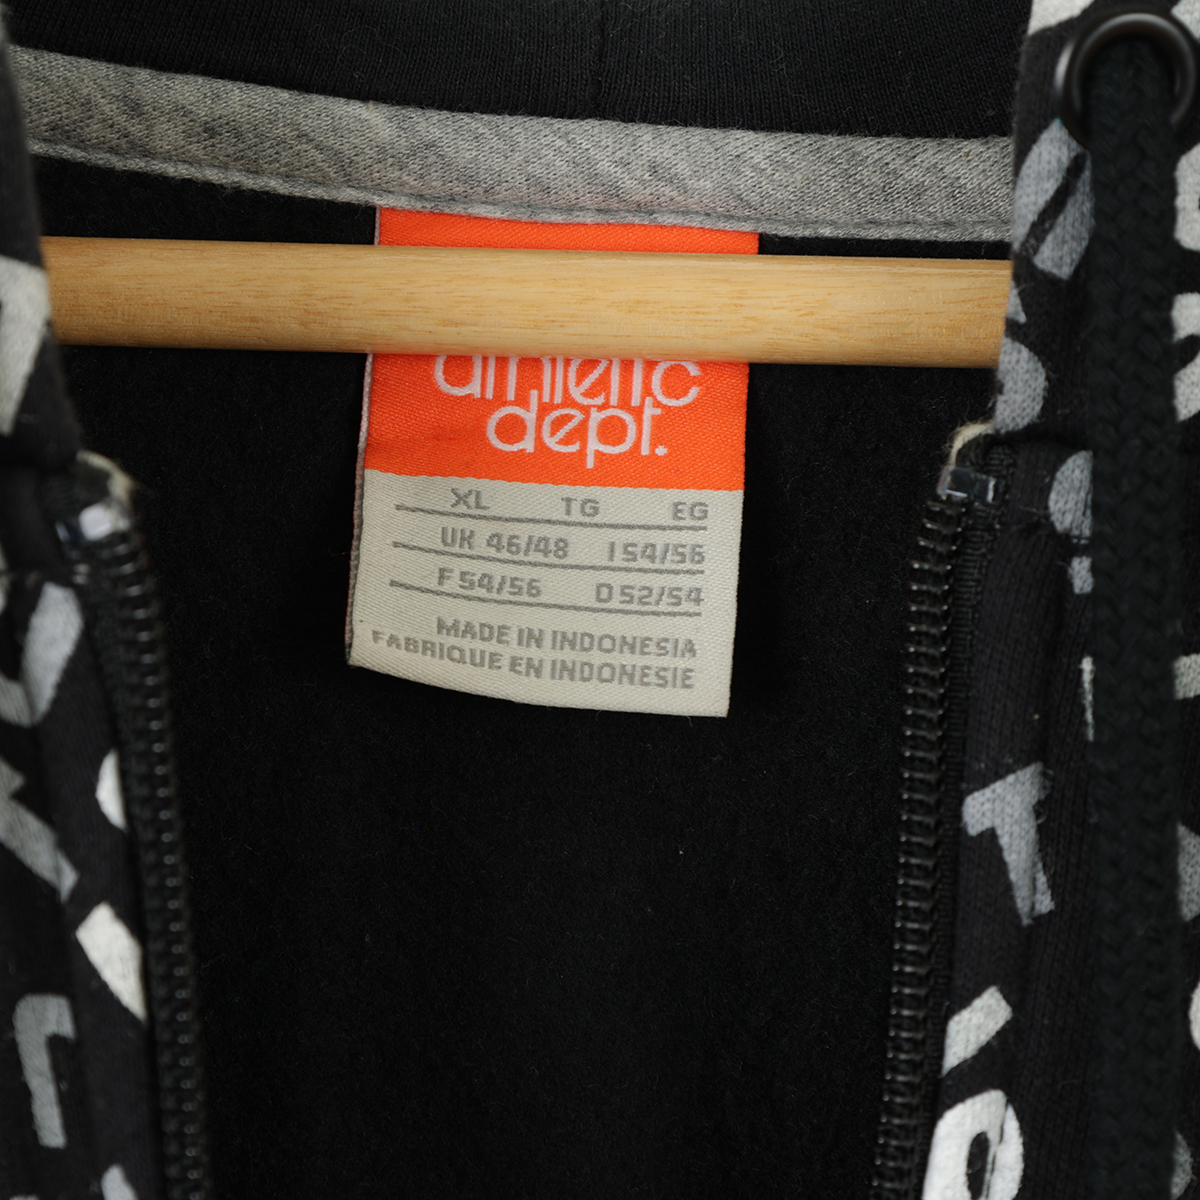 athletic
dept.
XL TG EG
UK 46/48 I 54/56
F 54/56 D 52/54
MADE IN INDONESIA
FABRIQUE EN INDONESIE